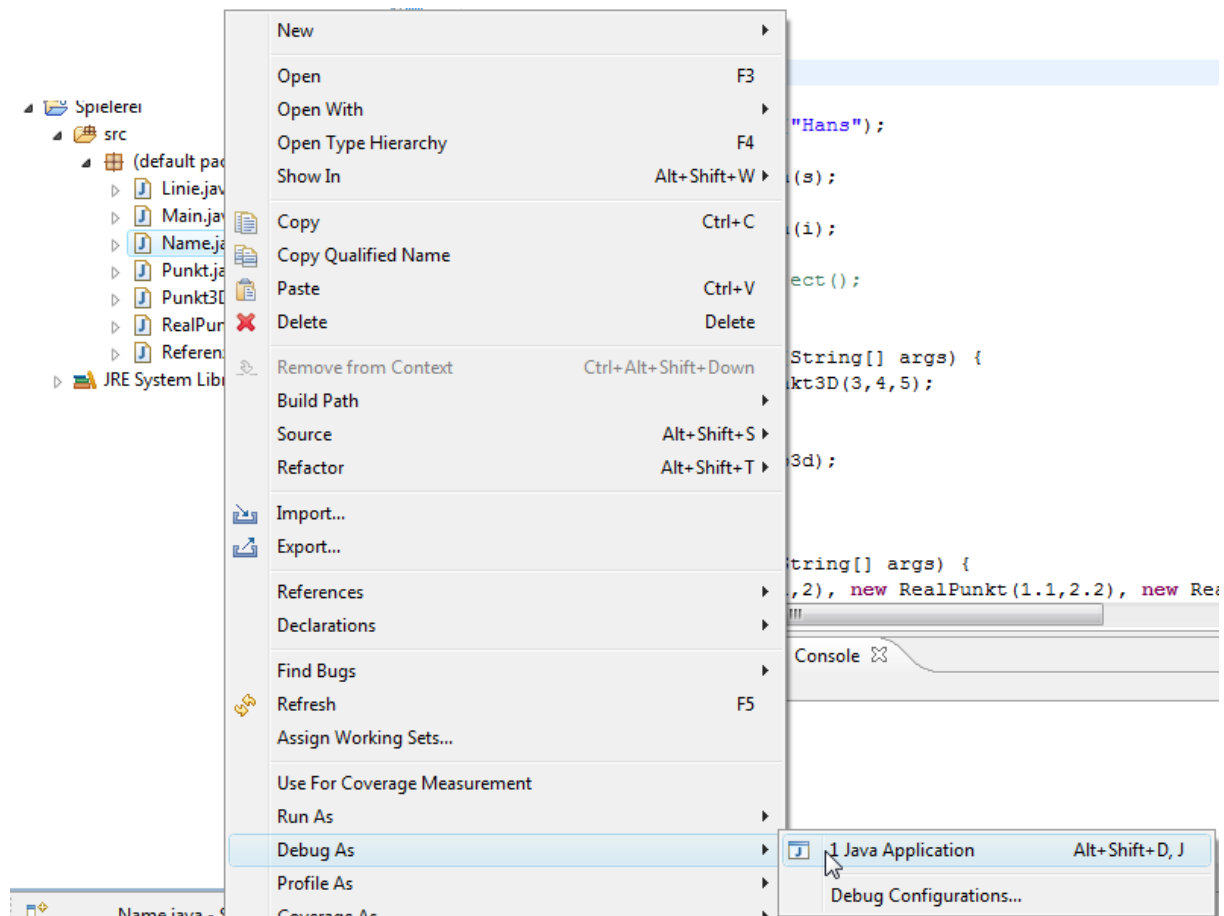 New
Open F3
Open With
Open Type Hierarchy F4
Show In Alt+Shift+W
Copy Ctrl+C
Copy Qualified Name
Paste Ctrl+V
Delete Delete
Remove from Context Ctrl+Alt+Shift+Down
Build Path
Source Alt+Shift+S
Refactor Alt+Shift+T
Import...
Export...
References
Declarations
Find Bugs
Refresh F5
Assign Working Sets...
Use For Coverage Measurement
Run As
Debug As
Profile As
Coverage As
1 Java Application Alt+Shift+D, J
Debug Configurations...
Spielerei
src
(default pac
Linie.jav
Main.jav
Name.ja
Punkt.ja
Punkt3D
RealPun
Referen
JRE System Libr
"Hans");
(s);
(i);
ect();
String[] args) {
kt3D(3,4,5);
3d);
tring[] args) {
,2), new RealPunkt(1.1,2.2), new Rea
Console
Name.java - S